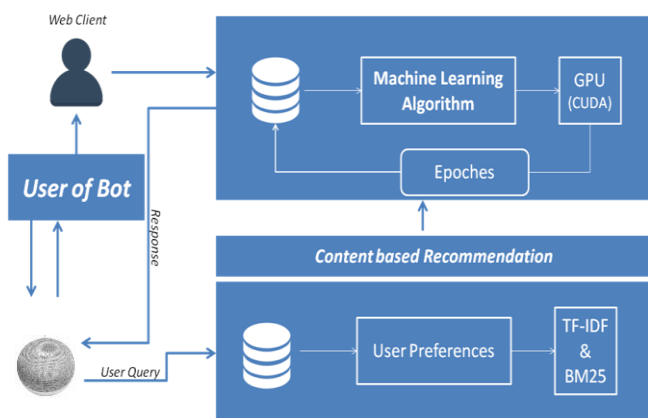 Web Client
Machine Learning
Algorithm
GPU
(CUDA)
Epoches
User of Bot
Response
Content based Recommendation
User Preferences
TF-IDF
&
BM25
User Query